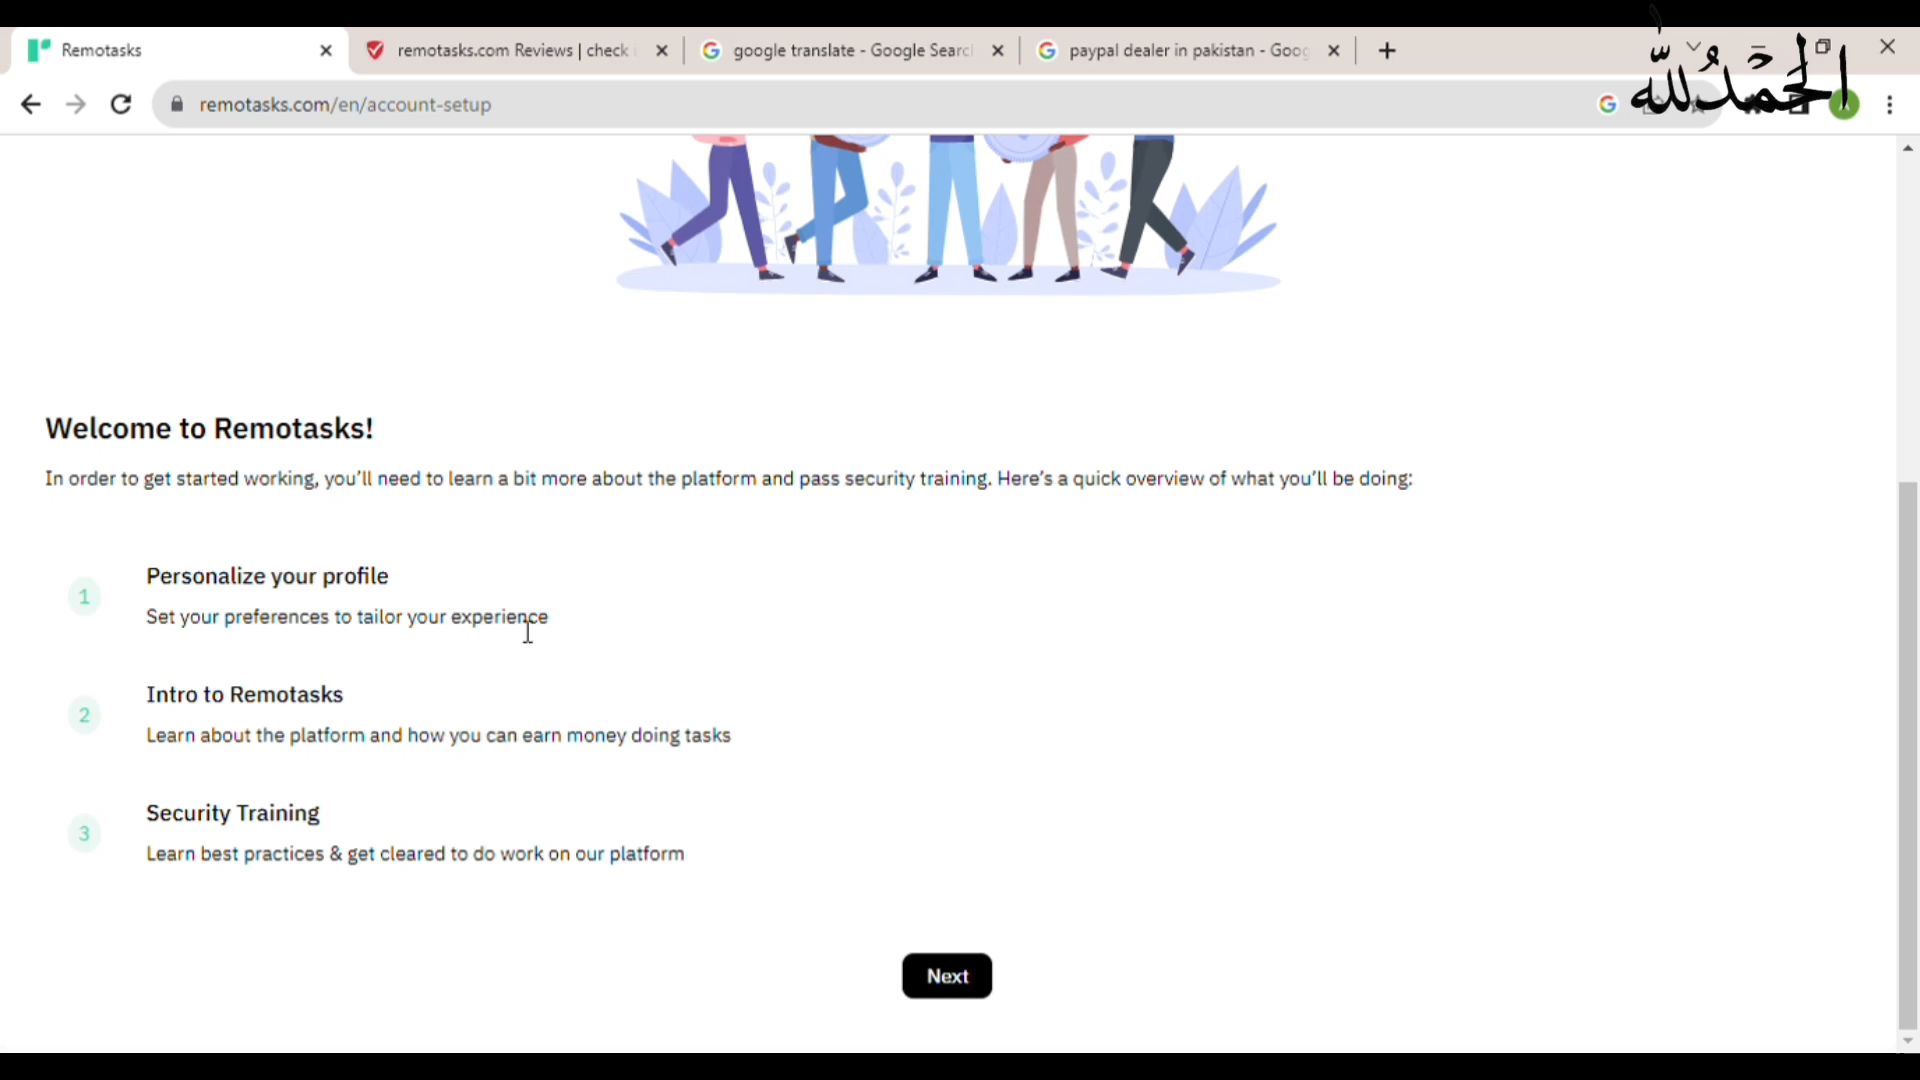 Remotasks
remotasks.com Reviews | check
google translate - Google Searc
paypal dealer in pakistan - Goog
الحمد لله
remotasks.com/en/account-setup
Welcome to Remotasks!
In order to get started working, you'll need to learn a bit more about the platform and pass security training. Here's a quick overview of what you'll be doing:
1
Personalize your profile
Set your preferences to tailor your experience
2
Intro to Remotasks
Learn about the platform and how you can earn money doing tasks
3
Security Training
Learn best practices & get cleared to do work on our platform
Next